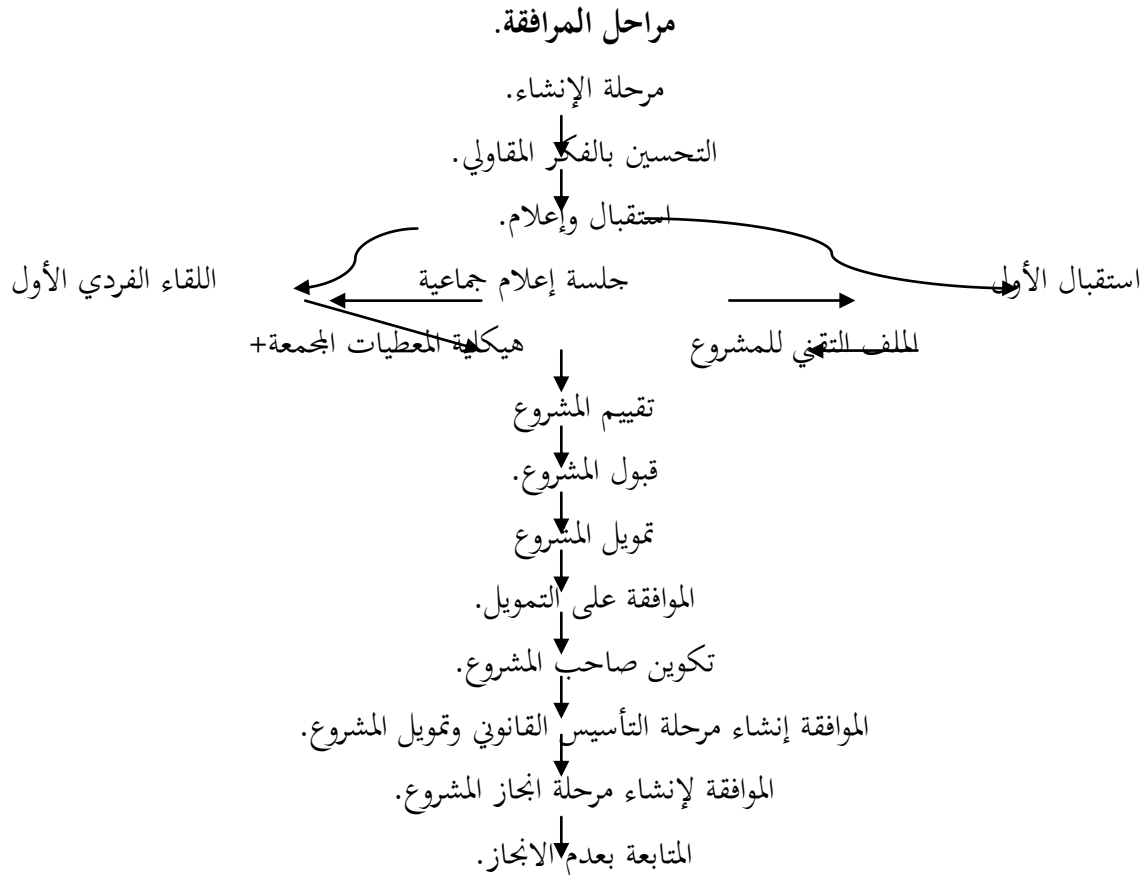 مراحل المرافقة.
مرحلة الإنشاء.
التحسين بالفكر المقاولي.
استقبال وإعلام.
استقبال الأولي جلسة إعلام جماعية اللقاء الفردي الأول
الملف التقني للمشروع هيكلية المعطيات المجمعة+
تقييم المشروع
قبول المشروع.
تمويل المشروع
الموافقة على التمويل.
تكوين صاحب المشروع.
الموافقة إنشاء مرحلة التأسيس القانوني وتمويل المشروع.
الموافقة لإنشاء مرحلة انجاز المشروع.
المتابعة بعدم الانجاز.